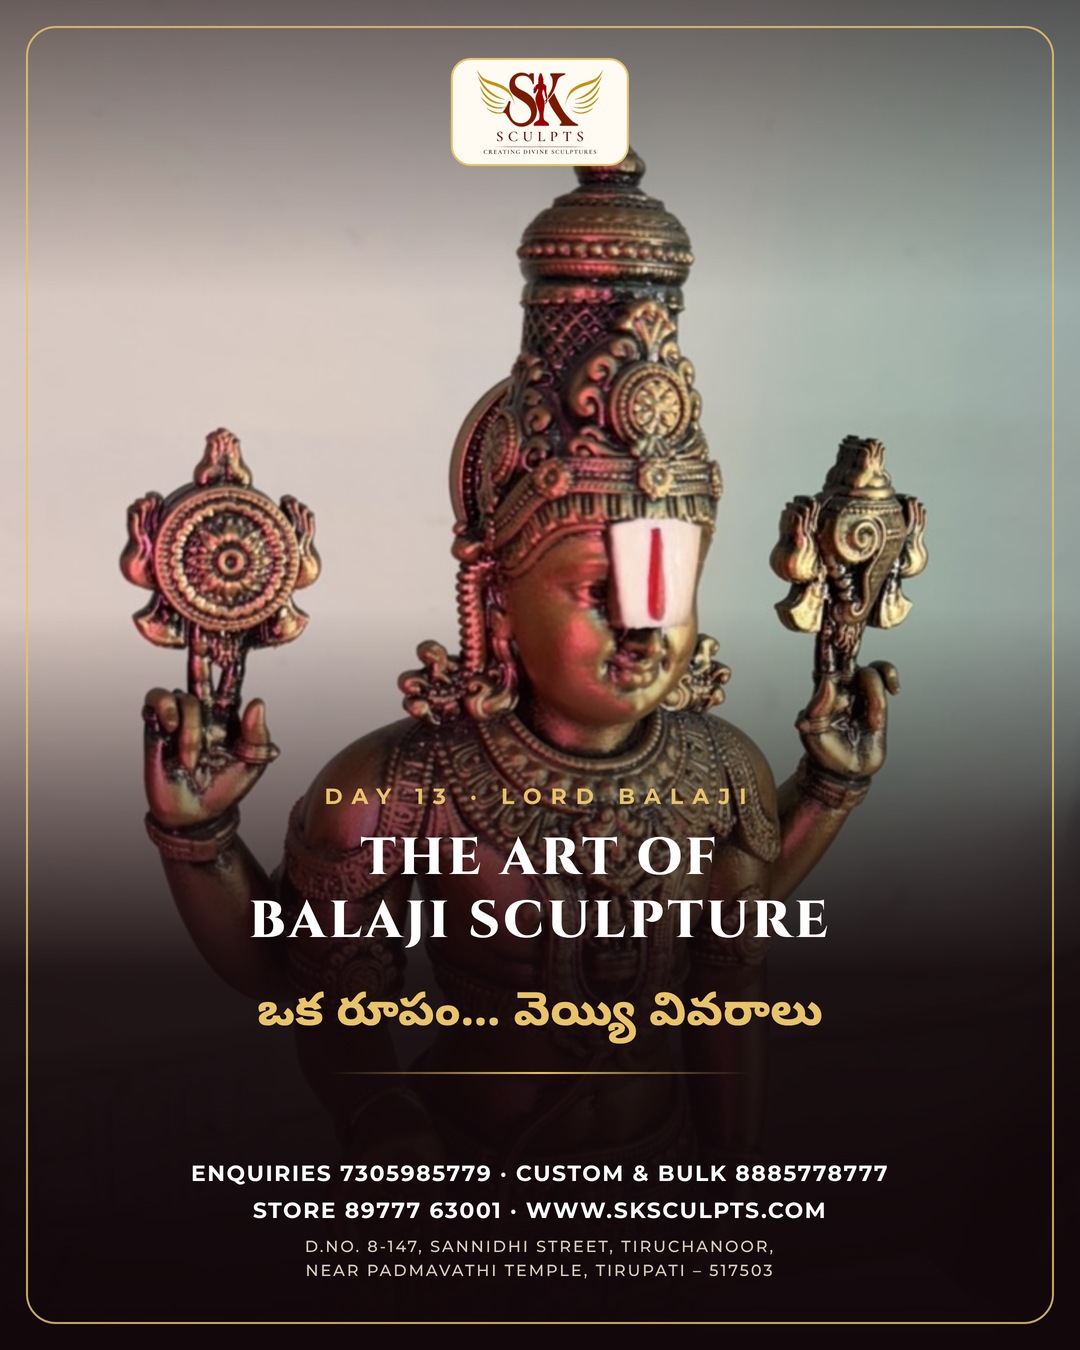 SK
SCULPTS
CREATING DIVINE SCULPTURES
DAY 13 · LORD BALAJI
THE ART OF
BALAJI SCULPTURE
ఒక రూపం... వెయ్యి వివరాలు
ENQUIRIES 7305985779 · CUSTOM & BULK 8885778777
STORE 89777 63001 · WWW.SKSCULPTS.COM
D.NO. 8-147, SANNIDHI STREET, TIRUCHANOOR,
NEAR PADMAVATHI TEMPLE, TIRUPATI – 517503